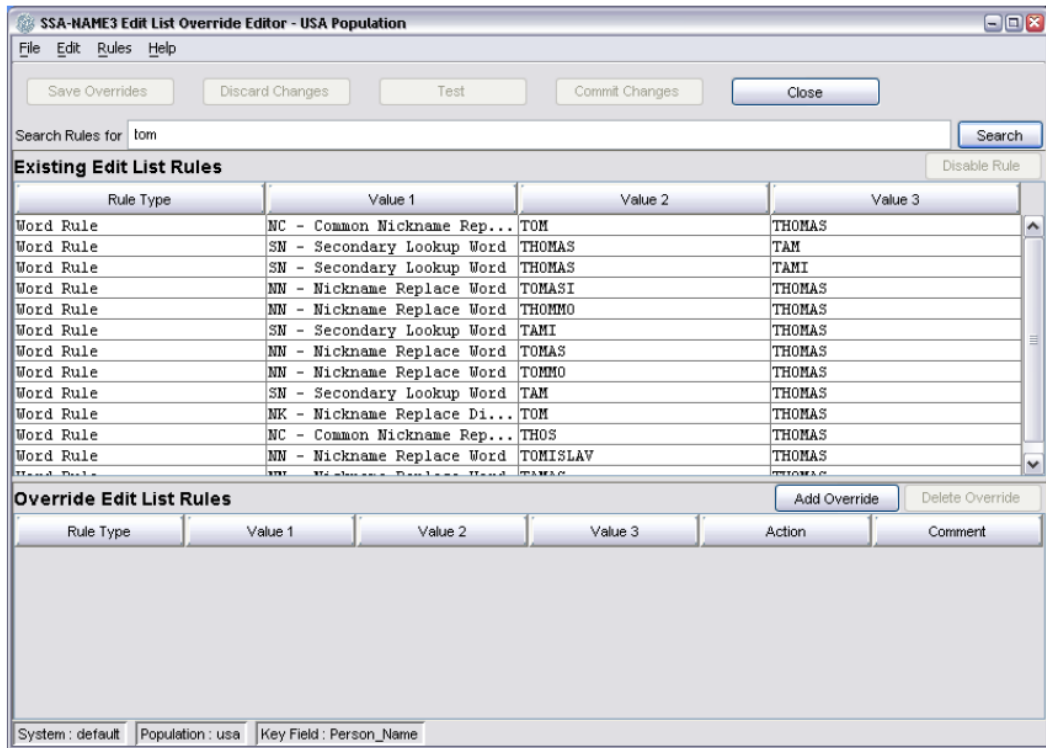 SSA-NAME3 Edit List Override Editor - USA Population
File Edit Rules Help
Save Overrides Discard Changes Test Commit Changes Close
Search Rules for tom Search
Existing Edit List Rules Disable Rule
Rule Type Value 1 Value 2 Value 3
Word Rule NC - Common Nickname Rep... TOM THOMAS
Word Rule SN - Secondary Lookup Word THOMAS TAM
Word Rule SN - Secondary Lookup Word THOMAS TAMI
Word Rule NN - Nickname Replace Word TOMASI THOMAS
Word Rule NN - Nickname Replace Word THOMMO THOMAS
Word Rule SN - Secondary Lookup Word TAMI THOMAS
Word Rule NN - Nickname Replace Word TOMAS THOMAS
Word Rule NN - Nickname Replace Word TOMMO THOMAS
Word Rule SN - Secondary Lookup Word TAM THOMAS
Word Rule NK - Nickname Replace Di... TOM THOMAS
Word Rule NC - Common Nickname Rep... THOS THOMAS
Word Rule NN - Nickname Replace Word TOMISLAV THOMAS
Override Edit List Rules Add Override Delete Override
Rule Type Value 1 Value 2 Value 3 Action Comment
System : default Population : usa Key Field : Person_Name